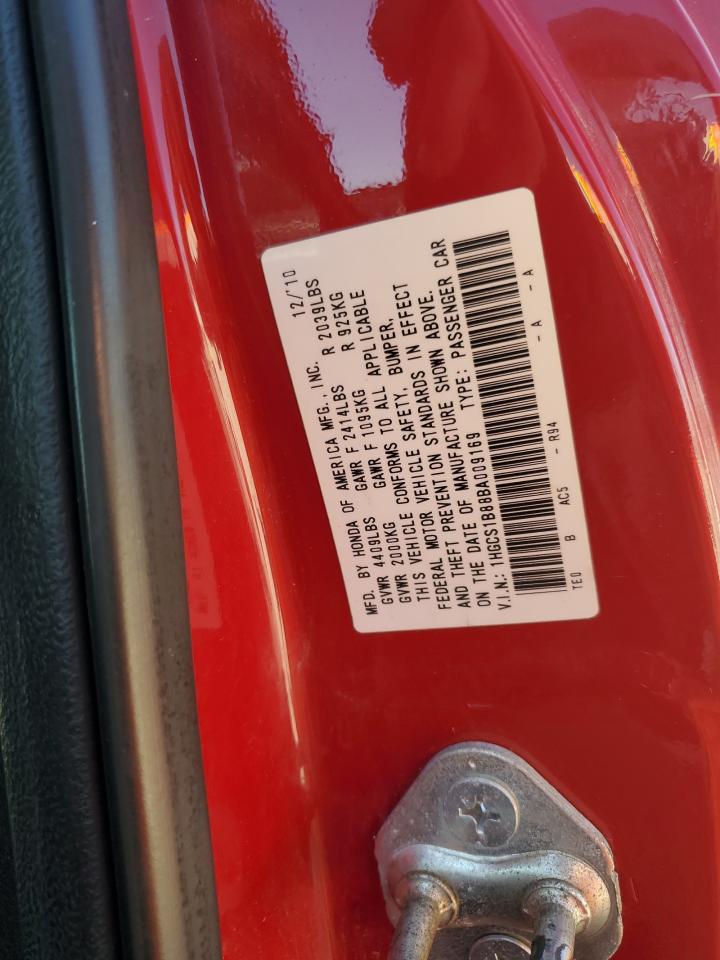 MFD. BY HONDA OF AMERICA MFG., INC. 12/'10
GVWR 4409LBS GAWR F 2414LBS R 2039LBS
GVWR 2000KG GAWR F 1095KG R 925KG
THIS VEHICLE CONFORMS TO ALL APPLICABLE
FEDERAL MOTOR VEHICLE SAFETY, BUMPER,
AND THEFT PREVENTION STANDARDS IN EFFECT
ON THE DATE OF MANUFACTURE SHOWN ABOVE.
V.I.N.: 1HGCS1B88BA009169 TYPE: PASSENGER CAR
TE0 B AC5 - R94 - A - A